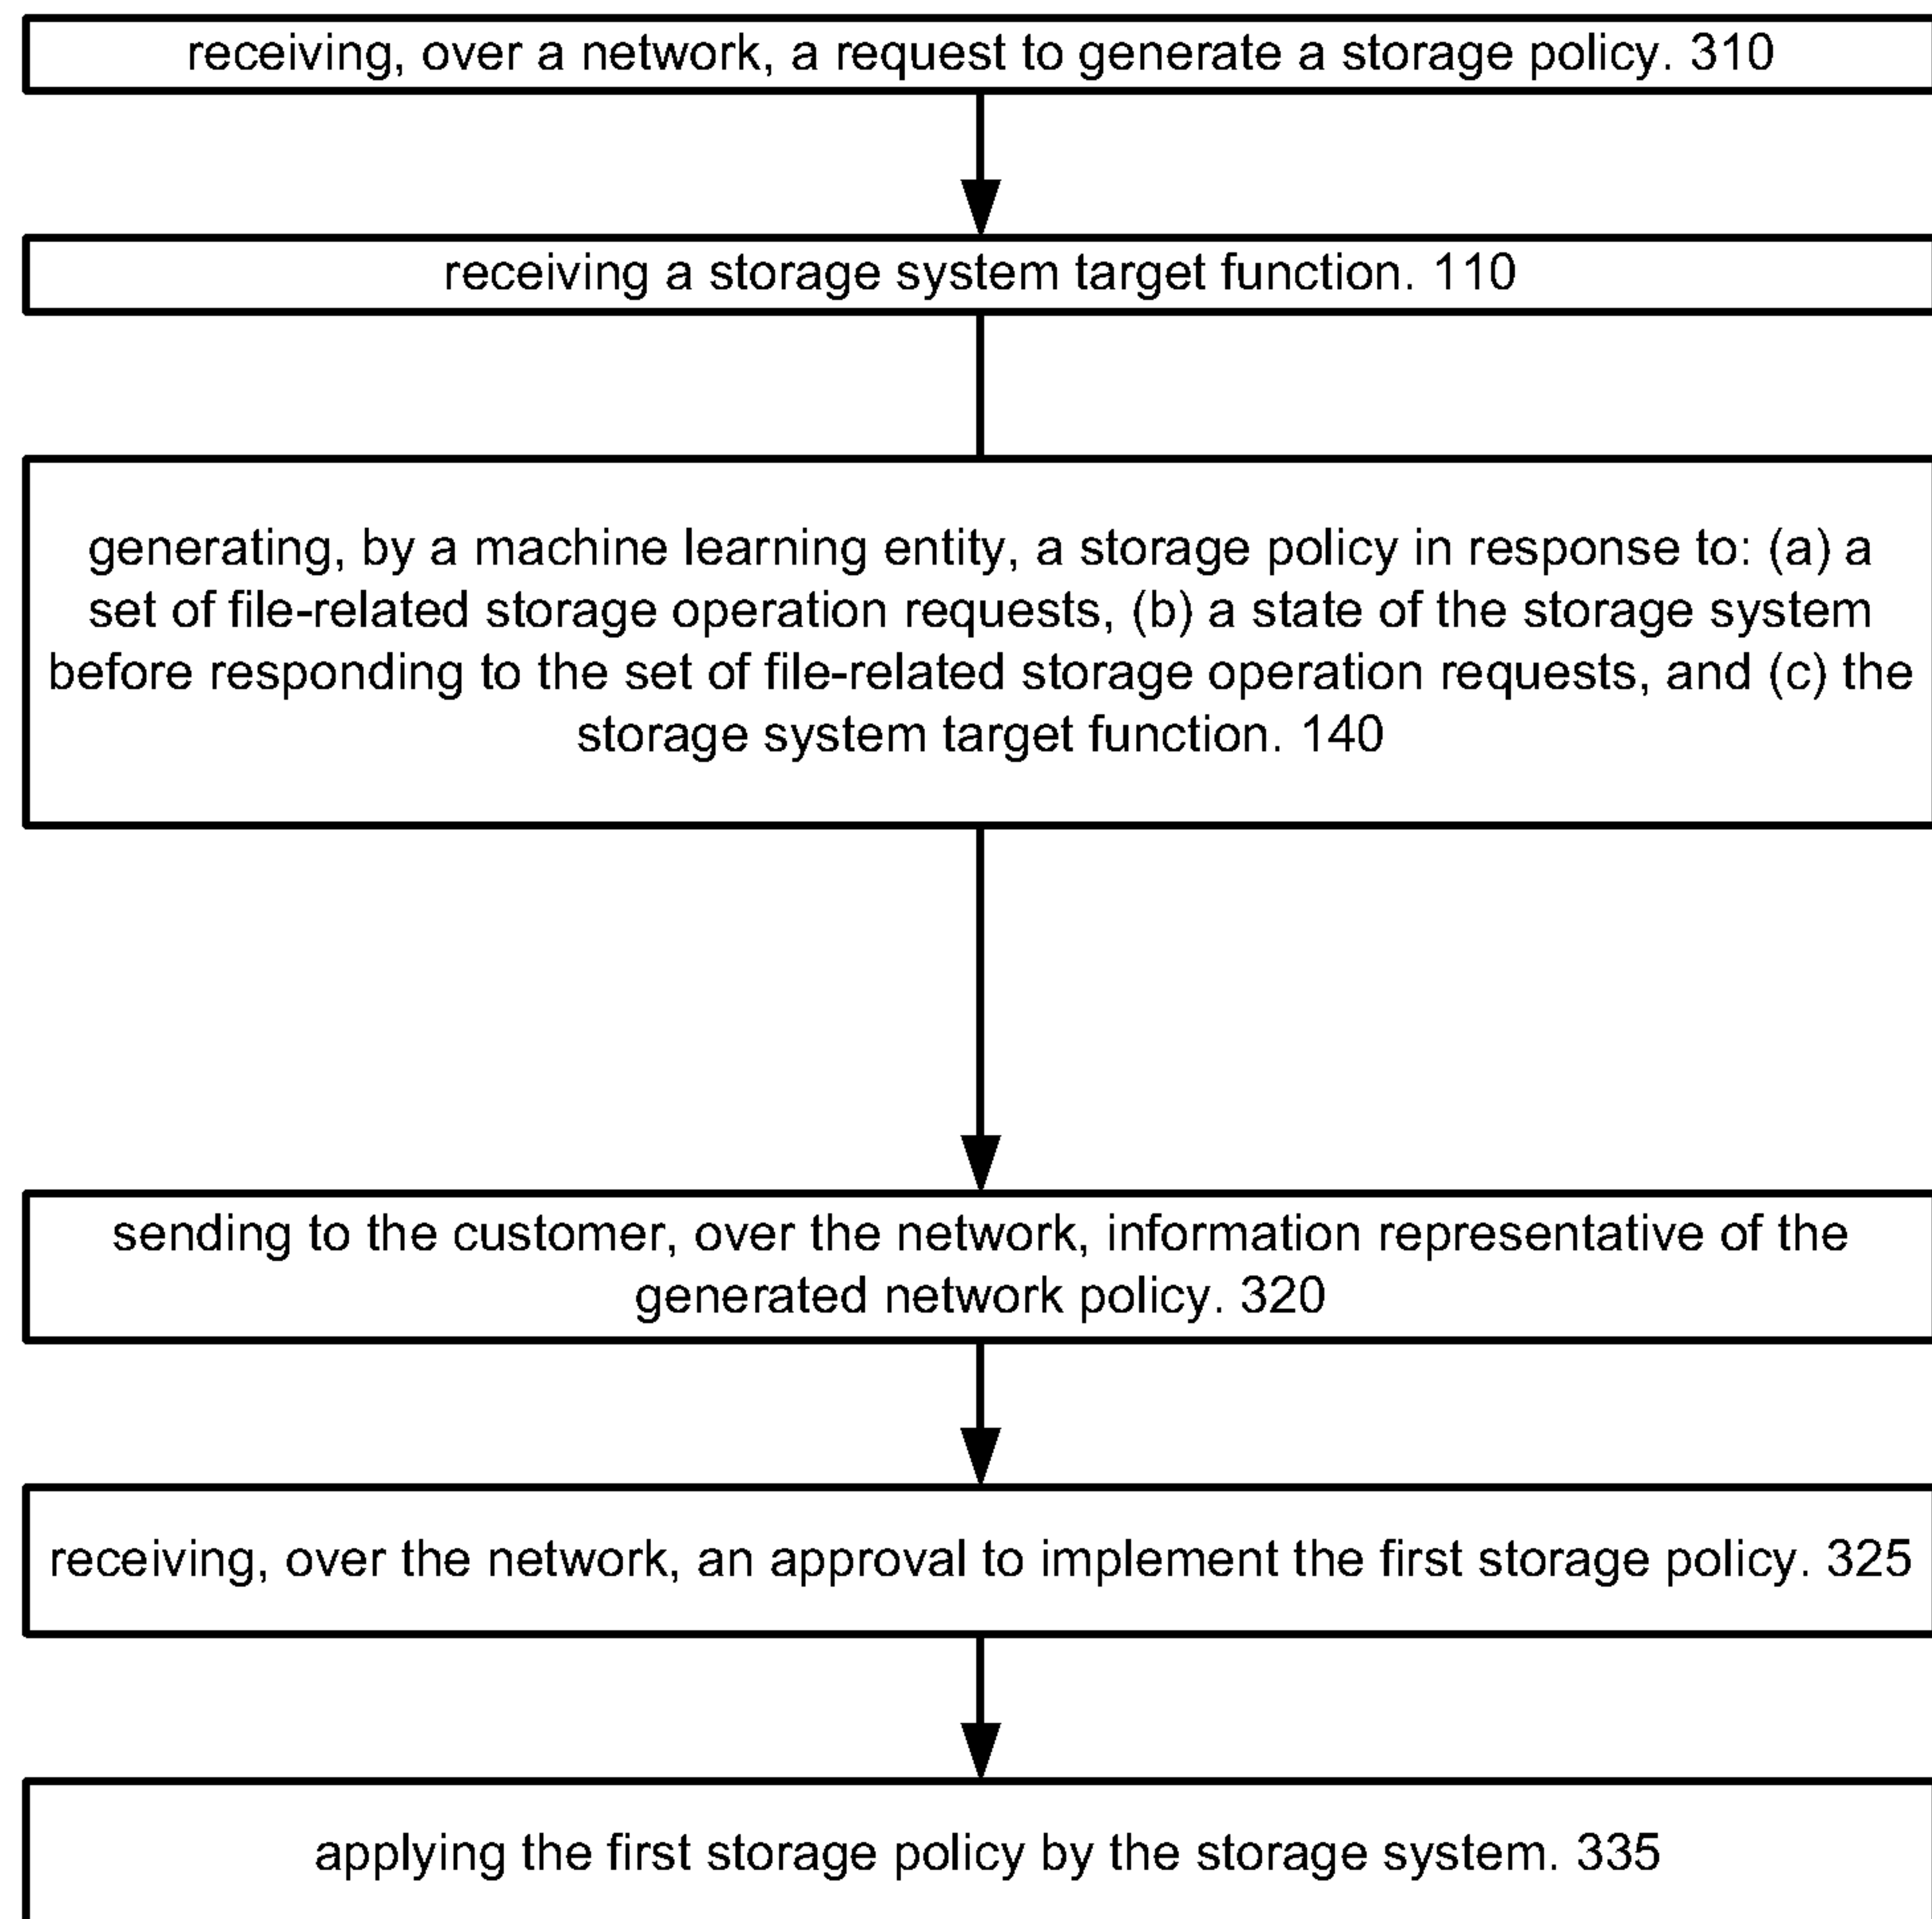 receiving, over a network, a request to generate a storage policy. 310
receiving a storage system target function. 110
generating, by a machine learning entity, a storage policy in response to: (a) a
set of file-related storage operation requests, (b) a state of the storage system
before responding to the set of file-related storage operation requests, and (c) the
storage system target function. 140
sending to the customer, over the network, information representative of the
generated network policy. 320
receiving, over the network, an approval to implement the first storage policy. 325
applying the first storage policy by the storage system. 335